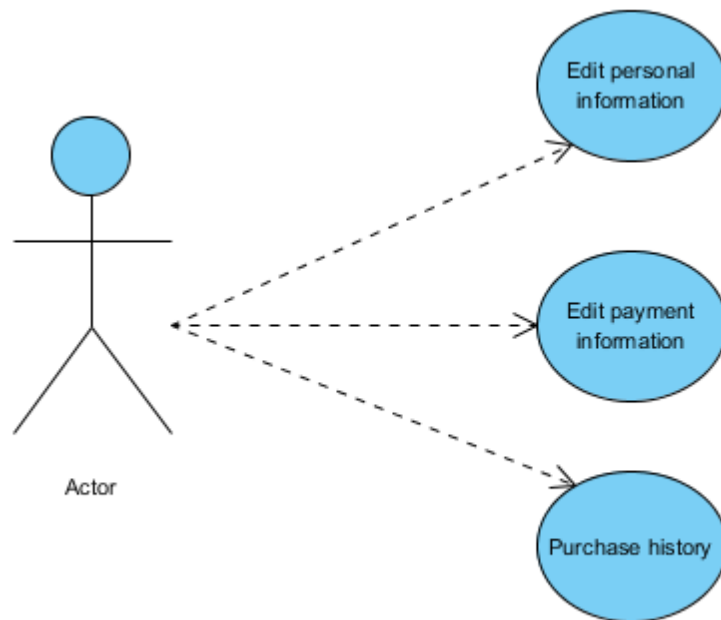 Edit personal
information
Edit payment
information
Actor
Purchase history